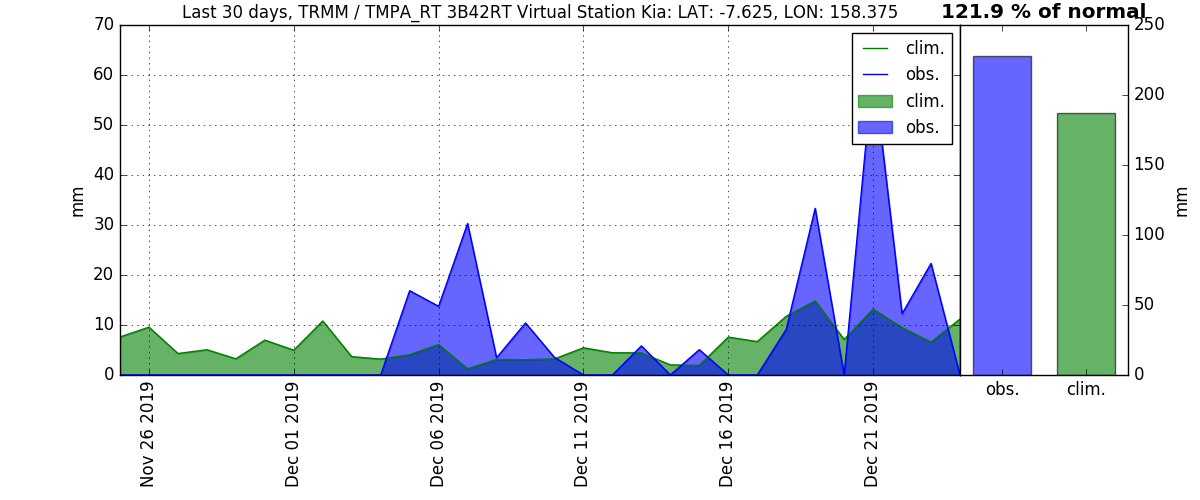 Last 30 days, TRMM / TMPA_RT 3B42RT Virtual Station Kia: LAT: -7.625, LON: 158.375
121.9 % of normal
70
60
50
40
30
20
10
0
mm
clim.
obs.
clim.
obs.
Nov 26 2019
Dec 01 2019
Dec 06 2019
Dec 11 2019
Dec 16 2019
Dec 21 2019
250
200
150
100
50
0
mm
obs.
clim.